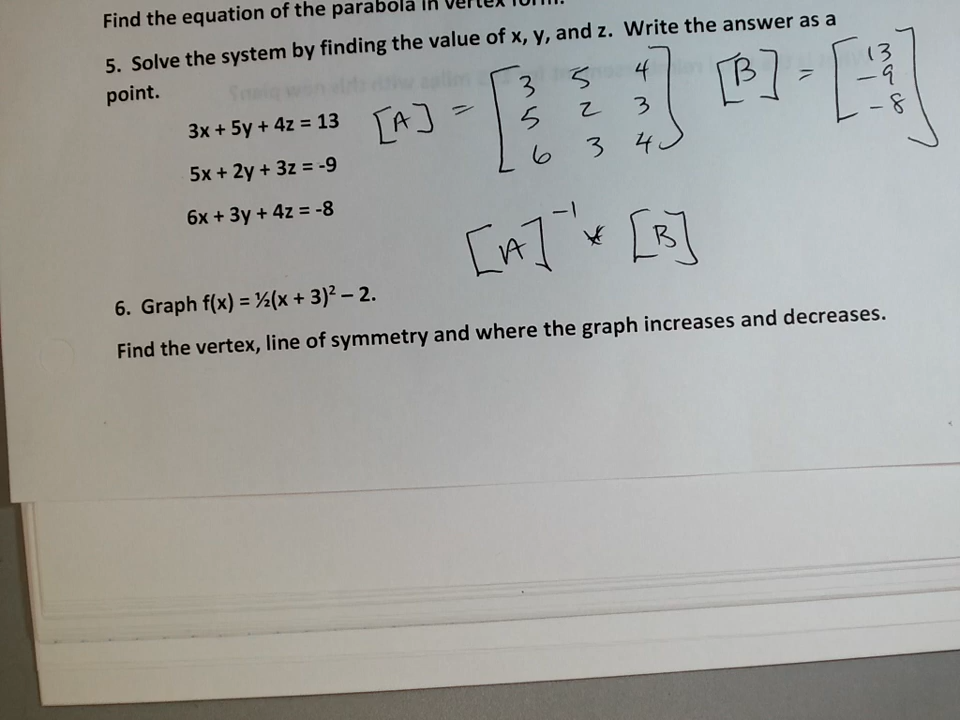 Find the equation of the parabola in vertex form.
5. Solve the system by finding the value of x, y, and z. Write the answer as a
point.
3x + 5y + 4z = 13
5x + 2y + 3z = -9
6x + 3y + 4z = -8
[A] = [3 5 4
5 2 3
6 3 4]
[B] = [13
-9
-8]
[A]⁻¹ * [B]
6. Graph f(x) = ½(x + 3)² – 2.
Find the vertex, line of symmetry and where the graph increases and decreases.